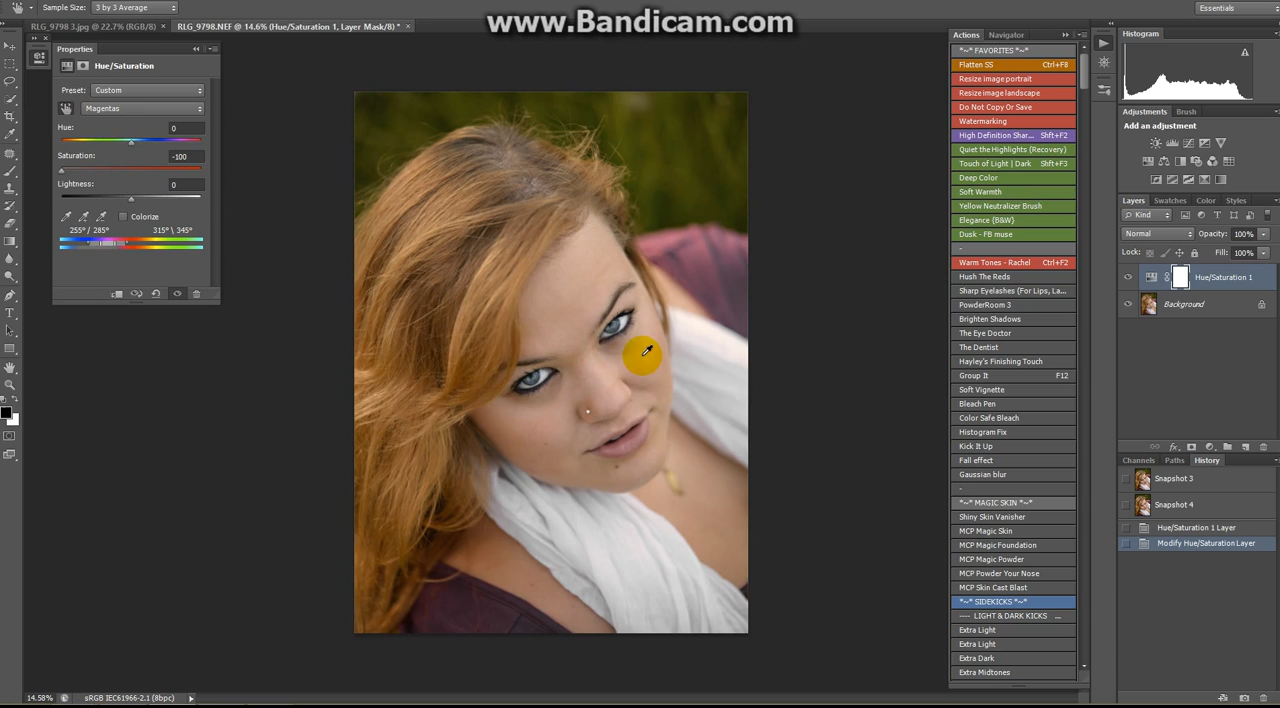 www.Bandicam.com
Sample Size: 3 by 3 Average
Essentials
RLG_9798 3.jpg @ 22.7% (RGB/8)
RLG_9798.NEF @ 14.6% (Hue/Saturation 1, Layer Mask/8) *
Properties
Hue/Saturation
Preset: Custom
Magentas
Hue: 0
Saturation: -100
Lightness: 0
Colorize
255° / 285° 315° \ 345°
Actions Navigator
*~* FAVORITES *~*
Flatten SS Ctrl+F8
Resize image portrait
Resize image landscape
Do Not Copy Or Save
Watermarking
High Definition Shar... Shft+F2
Quiet the Highlights (Recovery)
Touch of Light | Dark Shft+F3
Deep Color
Soft Warmth
Yellow Neutralizer Brush
Elegance {B&W}
Dusk - FB muse
-
Warm Tones - Rachel Ctrl+F2
Hush The Reds
Sharp Eyelashes (For Lips, La...
PowderRoom 3
Brighten Shadows
The Eye Doctor
The Dentist
Hayley's Finishing Touch
Group It F12
Soft Vignette
Bleach Pen
Color Safe Bleach
Histogram Fix
Kick It Up
Fall effect
Gaussian blur
-
*~* MAGIC SKIN *~*
Shiny Skin Vanisher
MCP Magic Skin
MCP MagicFoundation
MCP Magic Powder
MCP Powder Your Nose
MCP Skin Cast Blast
*~* SIDEKICKS *~*
---- LIGHT & DARK KICKS ...
Extra Light
Extra Light
Extra Dark
Extra Midtones
Histogram
Adjustments Brush
Add an adjustment
Layers Swatches Color Styles
Kind
Normal Opacity: 100%
Lock: Fill: 100%
Hue/Saturation 1
Background
Channels Paths History
Snapshot 3
Snapshot 4
Hue/Saturation 1 Layer
Modify Hue/Saturation Layer
14.58% sRGB IEC61966-2.1 (8bpc)